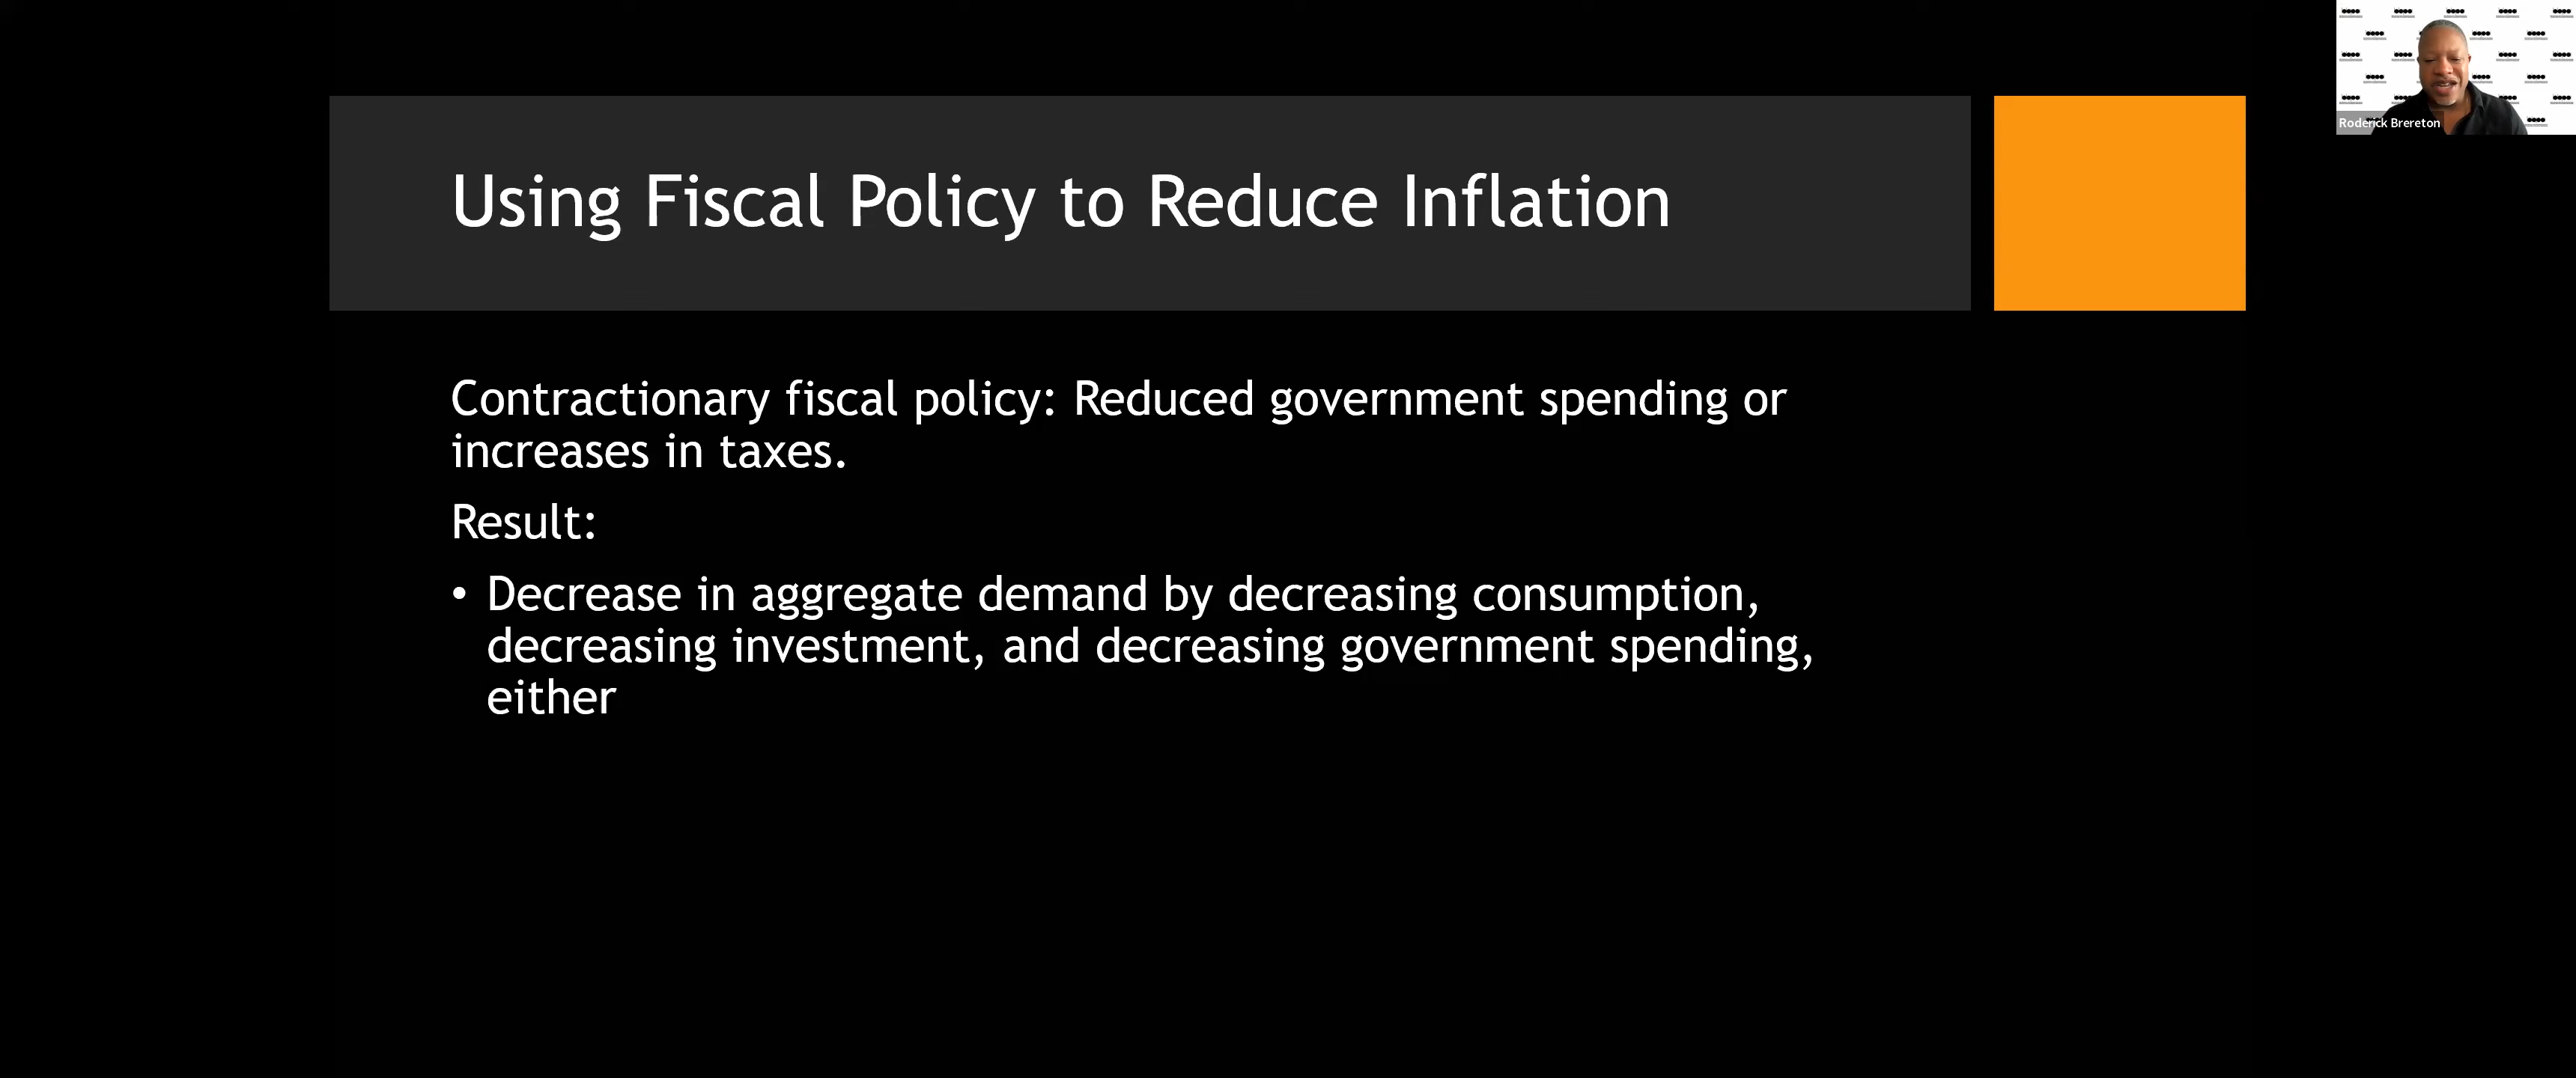 Roderick Brereton
Using Fiscal Policy to Reduce Inflation
Contractionary fiscal policy: Reduced government spending or
increases in taxes.
Result:
• Decrease in aggregate demand by decreasing consumption,
decreasing investment, and decreasing government spending,
either